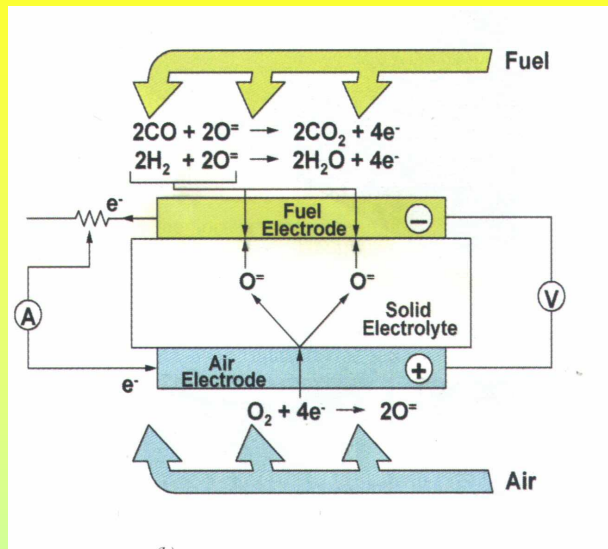 Fuel
2CO + 2O⁼ → 2CO₂ + 4e⁻
2H₂ + 2O⁼ → 2H₂O + 4e⁻
e⁻
Fuel
Electrode
−
O⁼ O⁼
A
V
Solid
Electrolyte
Air
Electrode
+
e⁻
O₂ + 4e⁻ → 2O⁼
Air